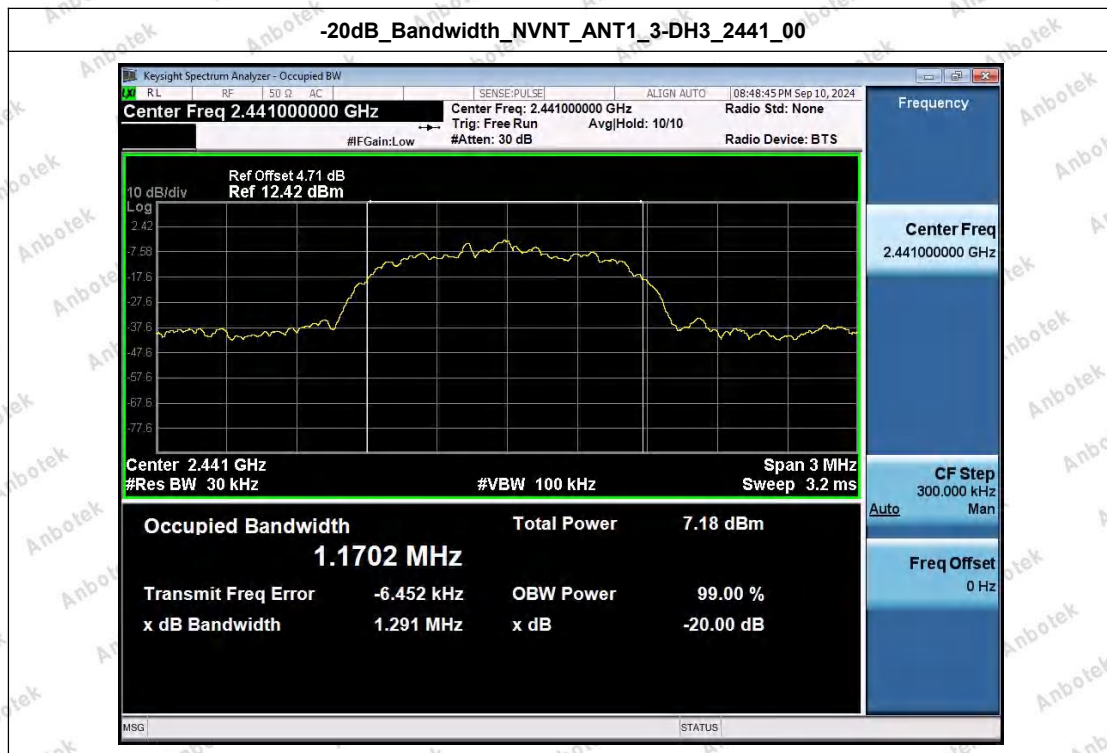 -20dB_Bandwidth_NVNT_ANT1_3-DH3_2441_00
Keysight Spectrum Analyzer - Occupied BW
LXI RL RF 50 Ω AC SENSE:PULSE ALIGN AUTO 08:48:45 PM Sep 10, 2024
Center Freq 2.441000000 GHz
Center Freq: 2.441000000 GHz
Radio Std: None
Trig: Free Run Avg|Hold: 10/10
#IFGain:Low
#Atten: 30 dB
Radio Device: BTS
Ref Offset 4.71 dB
10 dB/div Ref 12.42 dBm
Log
2.42
-7.58
-17.6
-27.6
-37.6
-47.6
-57.6
-67.6
-77.6
Center 2.441 GHz Span 3 MHz
#Res BW 30 kHz #VBW 100 kHz Sweep 3.2 ms
Occupied Bandwidth Total Power 7.18 dBm
1.1702 MHz
Transmit Freq Error -6.452 kHz OBW Power 99.00 %
x dB Bandwidth 1.291 MHz x dB -20.00 dB
MSG STATUS
Frequency
Center Freq
2.441000000 GHz
CF Step
300.000 kHz
Auto Man
Freq Offset
0 Hz
Anbotek